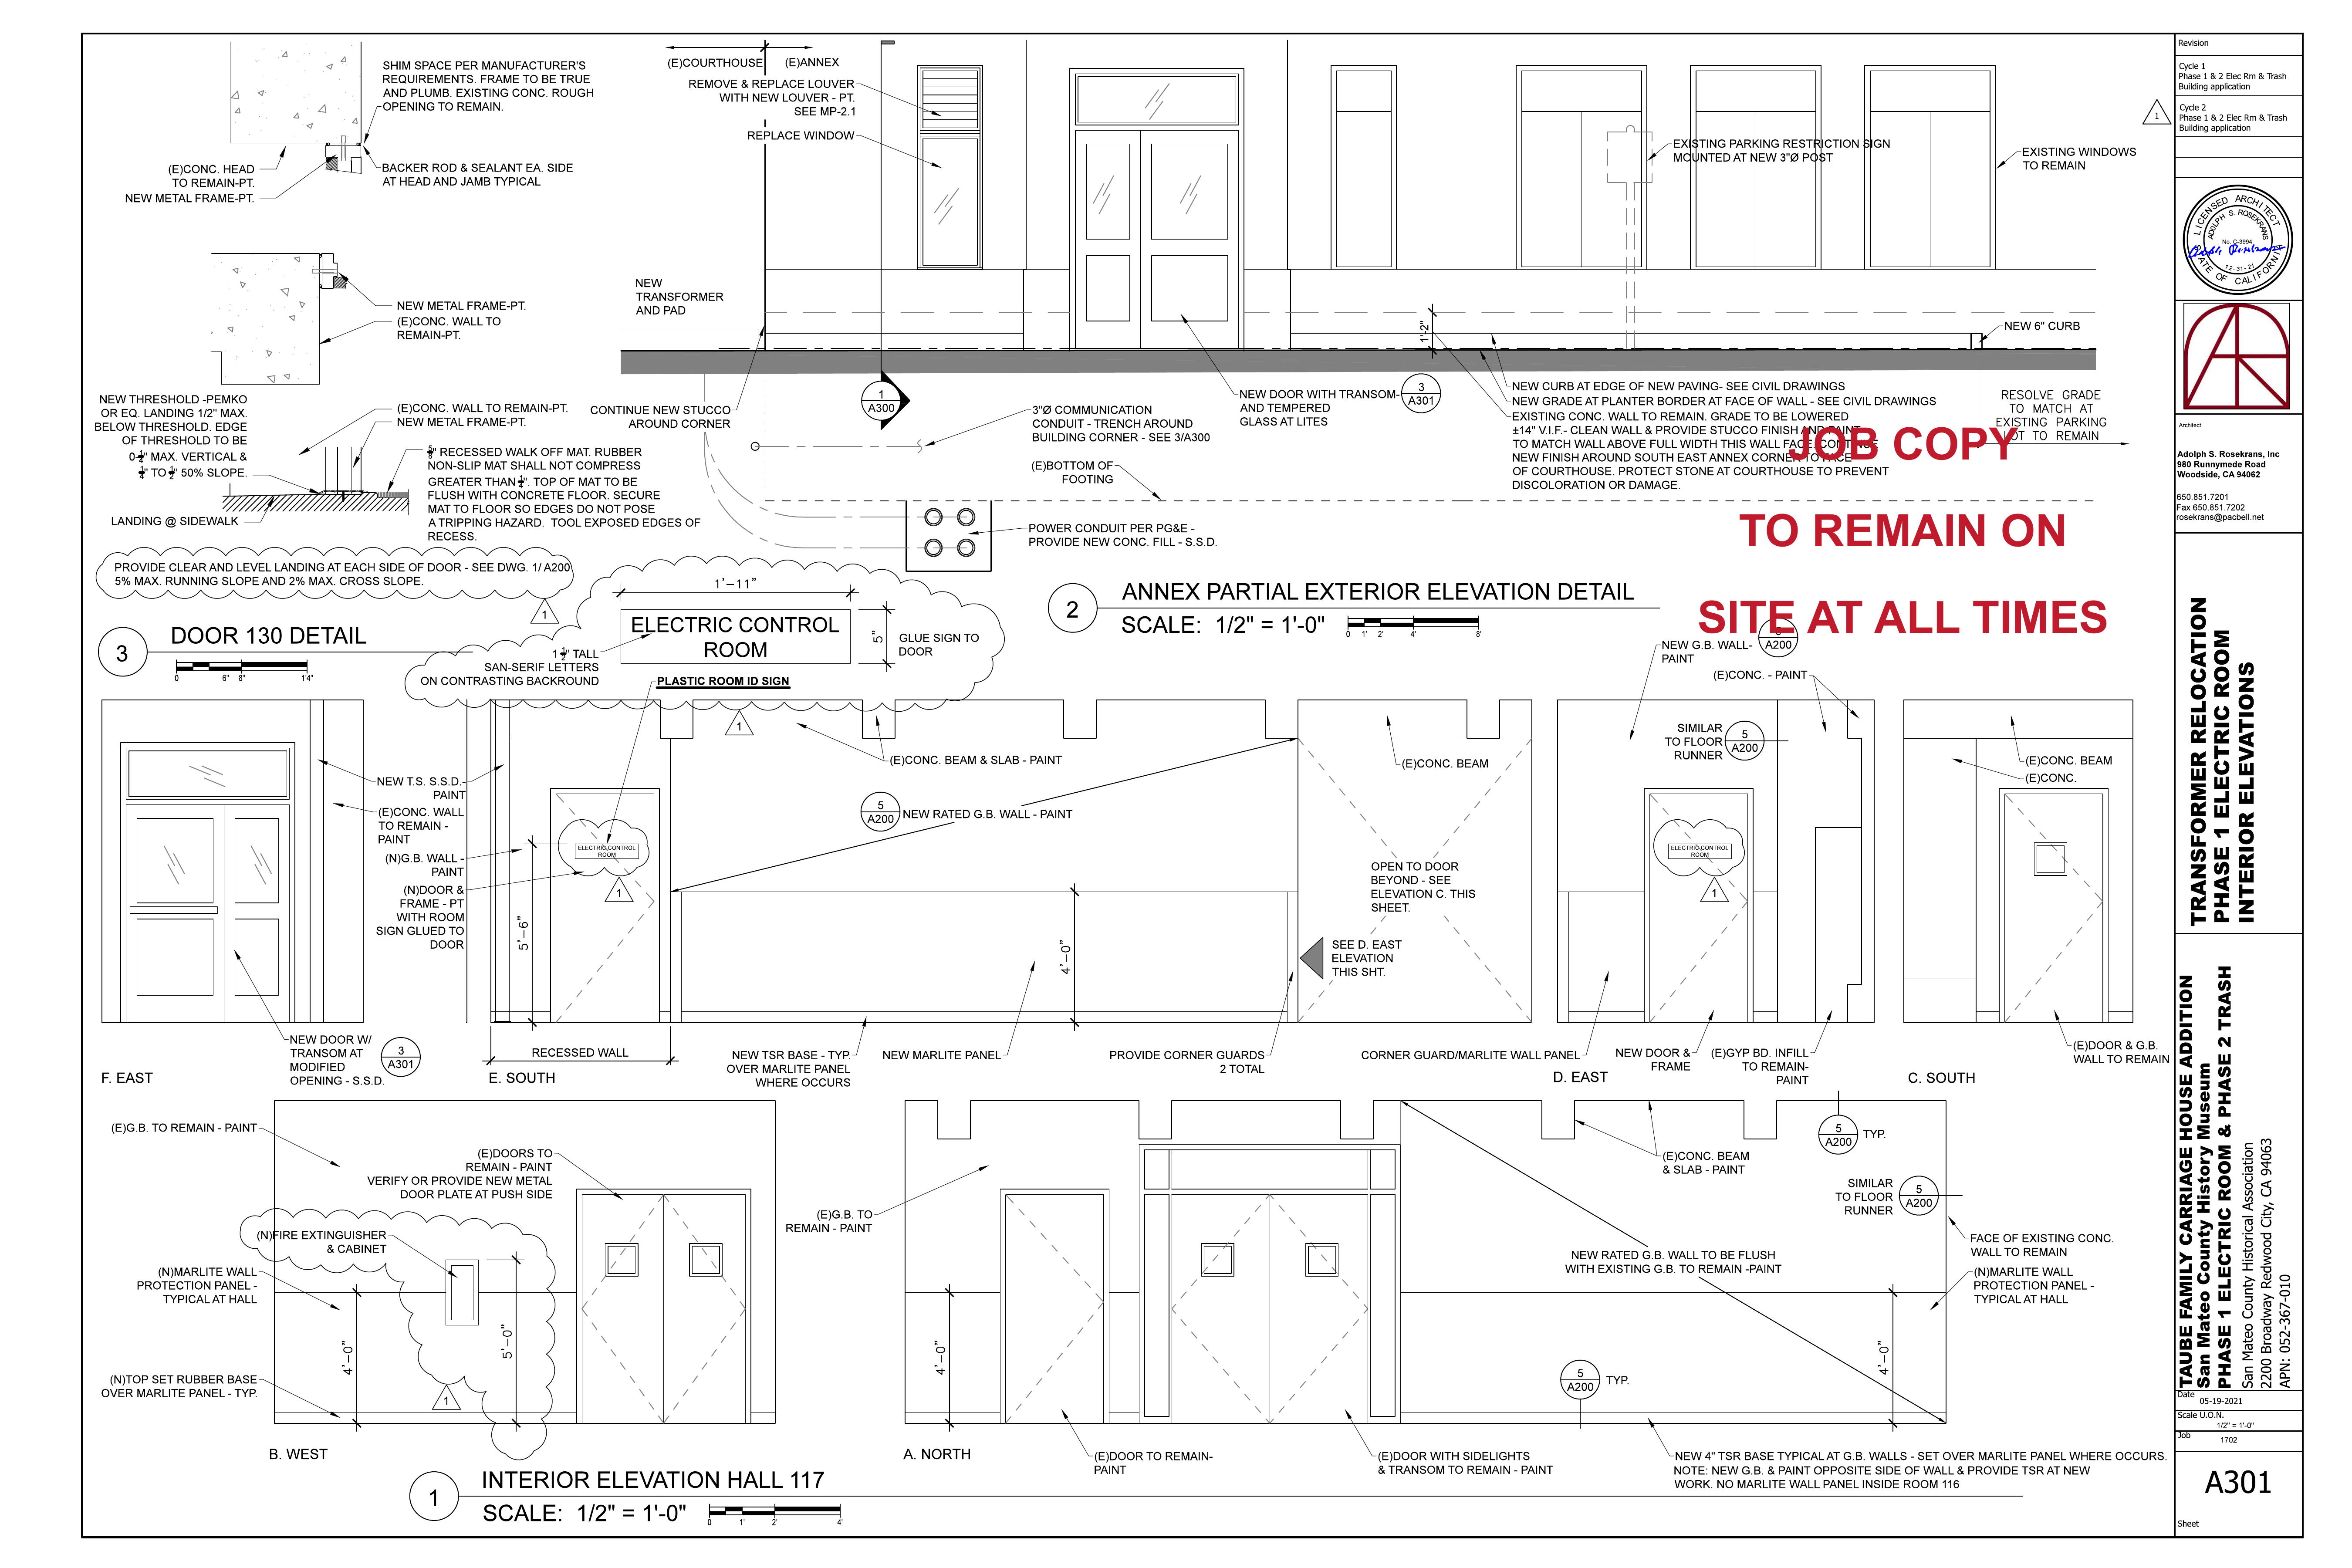 SHIM SPACE PER MANUFACTURER'S
REQUIREMENTS. FRAME TO BE TRUE
AND PLUMB. EXISTING CONC. ROUGH
OPENING TO REMAIN.
(E)CONC. HEAD
TO REMAIN-PT.
NEW METAL FRAME-PT.
BACKER ROD & SEALANT EA. SIDE
AT HEAD AND JAMB TYPICAL
NEW METAL FRAME-PT.
(E)CONC. WALL TO
REMAIN-PT.
NEW THRESHOLD -PEMKO
OR EQ. LANDING 1/2" MAX.
BELOW THRESHOLD. EDGE
OF THRESHOLD TO BE
0-1/4" MAX. VERTICAL &
1/4" TO 1/2" 50% SLOPE.
LANDING @ SIDEWALK
(E)CONC. WALL TO REMAIN-PT.
NEW METAL FRAME-PT.
5/8" RECESSED WALK OFF MAT. RUBBER
NON-SLIP MAT SHALL NOT COMPRESS
GREATER THAN 1/4". TOP OF MAT TO BE
FLUSH WITH CONCRETE FLOOR. SECURE
MAT TO FLOOR SO EDGES DO NOT POSE
A TRIPPING HAZARD. TOOL EXPOSED EDGES OF
RECESS.
PROVIDE CLEAR AND LEVEL LANDING AT EACH SIDE OF DOOR - SEE DWG. 1/ A200
5% MAX. RUNNING SLOPE AND 2% MAX. CROSS SLOPE.
1
3
DOOR 130 DETAIL
0 6" 8" 1'4"
(E)COURTHOUSE
(E)ANNEX
REMOVE & REPLACE LOUVER
WITH NEW LOUVER - PT.
SEE MP-2.1
REPLACE WINDOW
EXISTING PARKING RESTRICTION SIGN
MOUNTED AT NEW 3"Ø POST
EXISTING WINDOWS
TO REMAIN
NEW
TRANSFORMER
AND PAD
1'-2"
NEW 6" CURB
CONTINUE NEW STUCCO
AROUND CORNER
1
A300
3"Ø COMMUNICATION
CONDUIT - TRENCH AROUND
BUILDING CORNER - SEE 3/A300
(E)BOTTOM OF
FOOTING
NEW DOOR WITH TRANSOM-
AND TEMPERED
GLASS AT LITES
3
A301
NEW CURB AT EDGE OF NEW PAVING- SEE CIVIL DRAWINGS
NEW GRADE AT PLANTER BORDER AT FACE OF WALL - SEE CIVIL DRAWINGS
EXISTING CONC. WALL TO REMAIN. GRADE TO BE LOWERED
±14" V.I.F.- CLEAN WALL & PROVIDE STUCCO FINISH AND PAINT
TO MATCH WALL ABOVE FULL WIDTH THIS WALL FACE. CONTINUE
NEW FINISH AROUND SOUTH EAST ANNEX CORNER TO FACE
OF COURTHOUSE. PROTECT STONE AT COURTHOUSE TO PREVENT
DISCOLORATION OR DAMAGE.
RESOLVE GRADE
TO MATCH AT
EXISTING PARKING
LOT TO REMAIN
JOB COPY
TO REMAIN ON
SITE AT ALL TIMES
POWER CONDUIT PER PG&E -
PROVIDE NEW CONC. FILL - S.S.D.
2
ANNEX PARTIAL EXTERIOR ELEVATION DETAIL
SCALE: 1/2" = 1'-0"
0 1' 2' 4' 8'
1'-11"
ELECTRIC CONTROL
ROOM
5"
GLUE SIGN TO
DOOR
1 1/2" TALL
SAN-SERIF LETTERS
ON CONTRASTING BACKROUND
PLASTIC ROOM ID SIGN
1
NEW T.S. S.S.D.-
PAINT
(E)CONC. WALL
TO REMAIN -
PAINT
(N)G.B. WALL -
PAINT
(N)DOOR &
FRAME - PT
WITH ROOM
SIGN GLUED TO
DOOR
NEW DOOR W/
TRANSOM AT
MODIFIED
OPENING - S.S.D.
3
A301
F. EAST
ELECTRIC CONTROL
ROOM
1
5'-6"
(E)CONC. BEAM & SLAB - PAINT
5
A200
NEW RATED G.B. WALL - PAINT
(E)CONC. BEAM
OPEN TO DOOR
BEYOND - SEE
ELEVATION C. THIS
SHEET.
SEE D. EAST
ELEVATION
THIS SHT.
4'-0"
RECESSED WALL
E. SOUTH
NEW TSR BASE - TYP.
OVER MARLITE PANEL
WHERE OCCURS
NEW MARLITE PANEL
PROVIDE CORNER GUARDS
2 TOTAL
NEW G.B. WALL-
PAINT
A200
(E)CONC. - PAINT
SIMILAR
TO FLOOR
RUNNER
5
A200
ELECTRIC CONTROL
ROOM
1
CORNER GUARD/MARLITE WALL PANEL
NEW DOOR &
FRAME
(E)GYP BD. INFILL
TO REMAIN-
PAINT
D. EAST
(E)CONC. BEAM
(E)CONC.
(E)DOOR & G.B.
WALL TO REMAIN
C. SOUTH
(E)G.B. TO REMAIN - PAINT
(E)DOORS TO
REMAIN - PAINT
VERIFY OR PROVIDE NEW METAL
DOOR PLATE AT PUSH SIDE
(N)FIRE EXTINGUISHER
& CABINET
(N)MARLITE WALL
PROTECTION PANEL -
TYPICAL AT HALL
4'-0"
5'-0"
(N)TOP SET RUBBER BASE
OVER MARLITE PANEL - TYP.
1
B. WEST
(E)G.B. TO
REMAIN - PAINT
4'-0"
(E)CONC. BEAM
& SLAB - PAINT
5
A200
TYP.
SIMILAR
TO FLOOR
RUNNER
5
A200
NEW RATED G.B. WALL TO BE FLUSH
WITH EXISTING G.B. TO REMAIN -PAINT
FACE OF EXISTING CONC.
WALL TO REMAIN
(N)MARLITE WALL
PROTECTION PANEL -
TYPICAL AT HALL
4'-0"
5
A200
TYP.
A. NORTH
(E)DOOR TO REMAIN-
PAINT
(E)DOOR WITH SIDELIGHTS
& TRANSOM TO REMAIN - PAINT
NEW 4" TSR BASE TYPICAL AT G.B. WALLS - SET OVER MARLITE PANEL WHERE OCCURS.
NOTE: NEW G.B. & PAINT OPPOSITE SIDE OF WALL & PROVIDE TSR AT NEW
WORK. NO MARLITE WALL PANEL INSIDE ROOM 116
1
INTERIOR ELEVATION HALL 117
SCALE: 1/2" = 1'-0"
0 1' 2' 4'
Revision
Cycle 1
Phase 1 & 2 Elec Rm & Trash
Building application
1
Cycle 2
Phase 1 & 2 Elec Rm & Trash
Building application
LICENSED ARCHITECT
ADOLPH S. ROSEKRANS
No. C-3994
12-31-21
STATE OF CALIFORNIA
Architect
Adolph S. Rosekrans, Inc
980 Runnymede Road
Woodside, CA 94062
650.851.7201
Fax 650.851.7202
rosekrans@pacbell.net
TRANSFORMER RELOCATION
PHASE 1 ELECTRIC ROOM
INTERIOR ELEVATIONS
TAUBE FAMILY CARRIAGE HOUSE ADDITION
San Mateo County History Museum
PHASE 1 ELECTRIC ROOM & PHASE 2 TRASH
San Mateo County Historical Association
2200 Broadway Redwood City, CA 94063
APN: 052-367-010
Date
05-19-2021
Scale U.O.N.
1/2" = 1'-0"
Job
1702
A301
Sheet